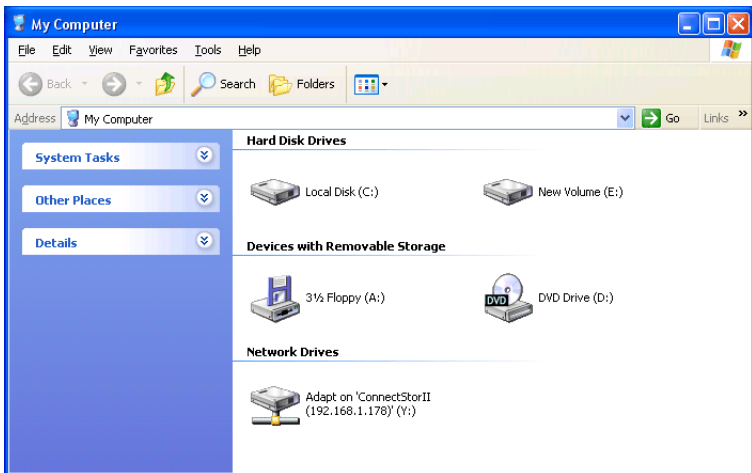 My Computer
File Edit View Favorites Tools Help
Back Search Folders
Address My Computer Go Links »
System Tasks
Other Places
Details
Hard Disk Drives
Local Disk (C:) New Volume (E:)
Devices with Removable Storage
3½ Floppy (A:) DVD DVD Drive (D:)
Network Drives
Adapt on 'ConnectStorII
(192.168.1.178)' (Y:)